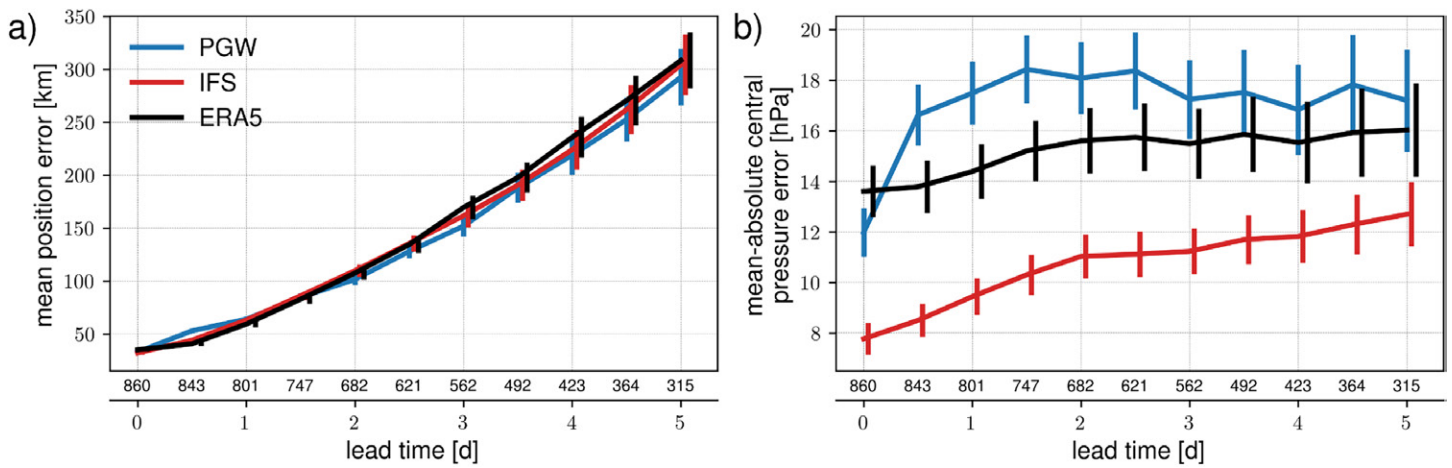 a)
350
300
250
200
150
100
50
mean position error [km]
PGW
IFS
ERA5
860 843 801 747 682 621 562 492 423 364 315
0 1 2 3 4 5
lead time [d]
b)
20
18
16
14
12
10
8
mean-absolute central
pressure error [hPa]
860 843 801 747 682 621 562 492 423 364 315
0 1 2 3 4 5
lead time [d]